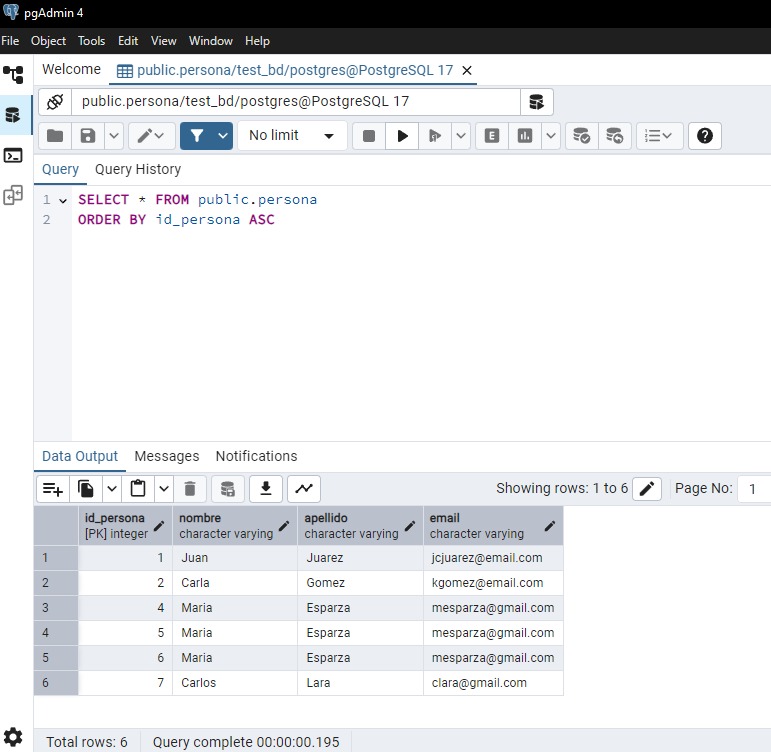 pgAdmin 4
File Object Tools Edit View Window Help
Welcome public.persona/test_bd/postgres@PostgreSQL 17
public.persona/test_bd/postgres@PostgreSQL 17
No limit E
Query Query History
1 SELECT * FROM public.persona
2 ORDER BY id_persona ASC
Data Output Messages Notifications
Showing rows: 1 to 6 Page No: 1
id_persona nombre apellido email
[PK] integer character varying character varying character varying
1 1 Juan Juarez jcjuarez@email.com
2 2 Carla Gomez kgomez@email.com
3 4 Maria Esparza mesparza@gmail.com
4 5 Maria Esparza mesparza@gmail.com
5 6 Maria Esparza mesparza@gmail.com
6 7 Carlos Lara clara@gmail.com
Total rows: 6 Query complete 00:00:00.195